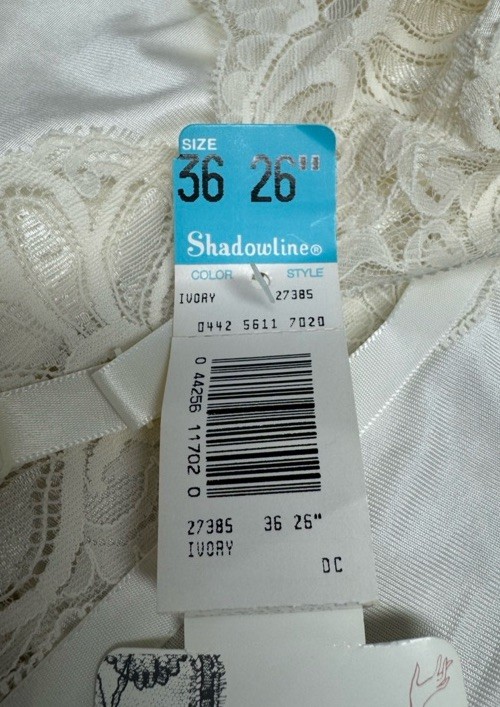 SIZE
36 26"
Shadowline®
COLOR STYLE
IVORY 27385
0442 5611 7020
0 44256 11702 0
27385 36 26"
IVORY
DC